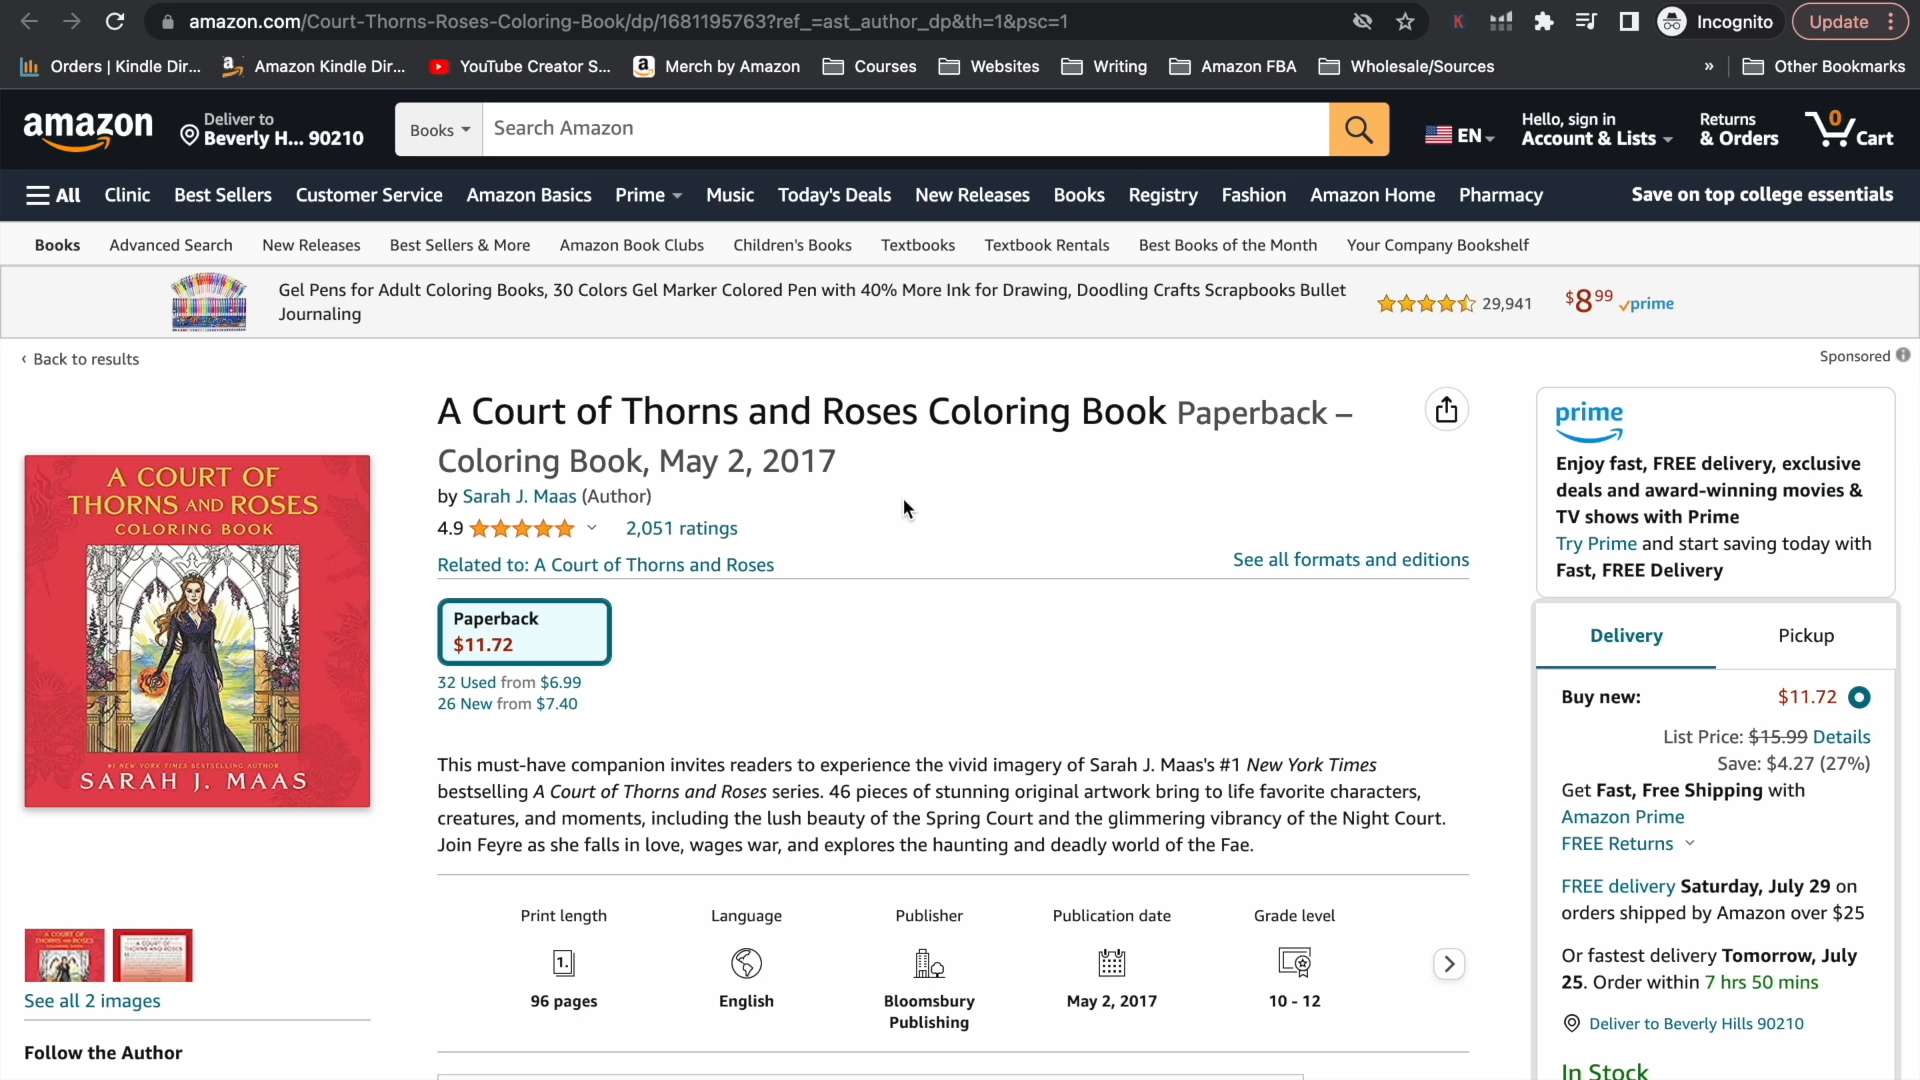 amazon.com/Court-Thorns-Roses-Coloring-Book/dp/1681195763?ref_=ast_author_dp&th=1&psc=1
K
Incognito
Update
Orders | Kindle Dir...
Amazon Kindle Dir...
YouTube Creator S...
Merch by Amazon
Courses
Websites
Writing
Amazon FBA
Wholesale/Sources
»
Other Bookmarks
amazon
Deliver to
Beverly H... 90210
Books
Search Amazon
EN
Hello, sign in
Account & Lists
Returns
& Orders
0
Cart
All
Clinic
Best Sellers
Customer Service
Amazon Basics
Prime
Music
Today's Deals
New Releases
Books
Registry
Fashion
Amazon Home
Pharmacy
Save on top college essentials
Books
Advanced Search
New Releases
Best Sellers & More
Amazon Book Clubs
Children's Books
Textbooks
Textbook Rentals
Best Books of the Month
Your Company Bookshelf
Gel Pens for Adult Coloring Books, 30 Colors Gel Marker Colored Pen with 40% More Ink for Drawing, Doodling Crafts Scrapbooks Bullet
Journaling
29,941
$8 99 prime
‹ Back to results
Sponsored
A COURT OF
THORNS AND ROSES
COLORING BOOK
#1 NEW YORK TIMES BESTSELLING AUTHOR
SARAH J. MAAS
See all 2 images
Follow the Author
A Court of Thorns and Roses Coloring Book Paperback –
Coloring Book, May 2, 2017
by Sarah J. Maas (Author)
4.9
2,051 ratings
Related to: A Court of Thorns and Roses
See all formats and editions
Paperback
$11.72
32 Used from $6.99
26 New from $7.40
This must-have companion invites readers to experience the vivid imagery of Sarah J. Maas's #1 New York Times
bestselling A Court of Thorns and Roses series. 46 pieces of stunning original artwork bring to life favorite characters,
creatures, and moments, including the lush beauty of the Spring Court and the glimmering vibrancy of the Night Court.
Join Feyre as she falls in love, wages war, and explores the haunting and deadly world of the Fae.
Print length
1.
96 pages
Language
English
Publisher
Bloomsbury
Publishing
Publication date
May 2, 2017
Grade level
10 - 12
prime
Enjoy fast, FREE delivery, exclusive
deals and award-winning movies &
TV shows with Prime
Try Prime and start saving today with
Fast, FREE Delivery
Delivery
Pickup
Buy new:
$11.72
List Price: $15.99 Details
Save: $4.27 (27%)
Get Fast, Free Shipping with
Amazon Prime
FREE Returns
FREE delivery Saturday, July 29 on
orders shipped by Amazon over $25
Or fastest delivery Tomorrow, July
25. Order within 7 hrs 50 mins
Deliver to Beverly Hills 90210
In Stock